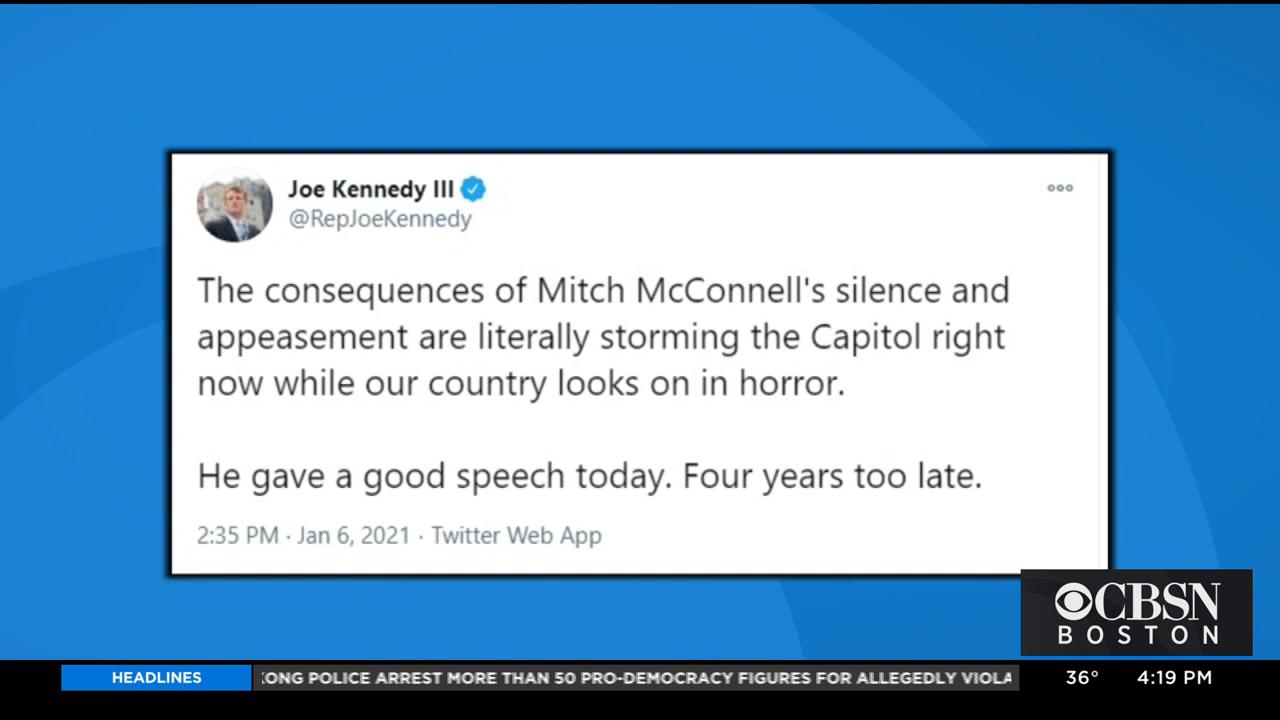 Joe Kennedy III
@RepJoeKennedy
The consequences of Mitch McConnell's silence and
appeasement are literally storming the Capitol right
now while our country looks on in horror.
He gave a good speech today. Four years too late.
2:35 PM · Jan 6, 2021 · Twitter Web App
CBSN
BOSTON
HEADLINES
ONG POLICE ARREST MORE THAN 50 PRO-DEMOCRACY FIGURES FOR ALLEGEDLY VIOLA
36° 4:19 PM